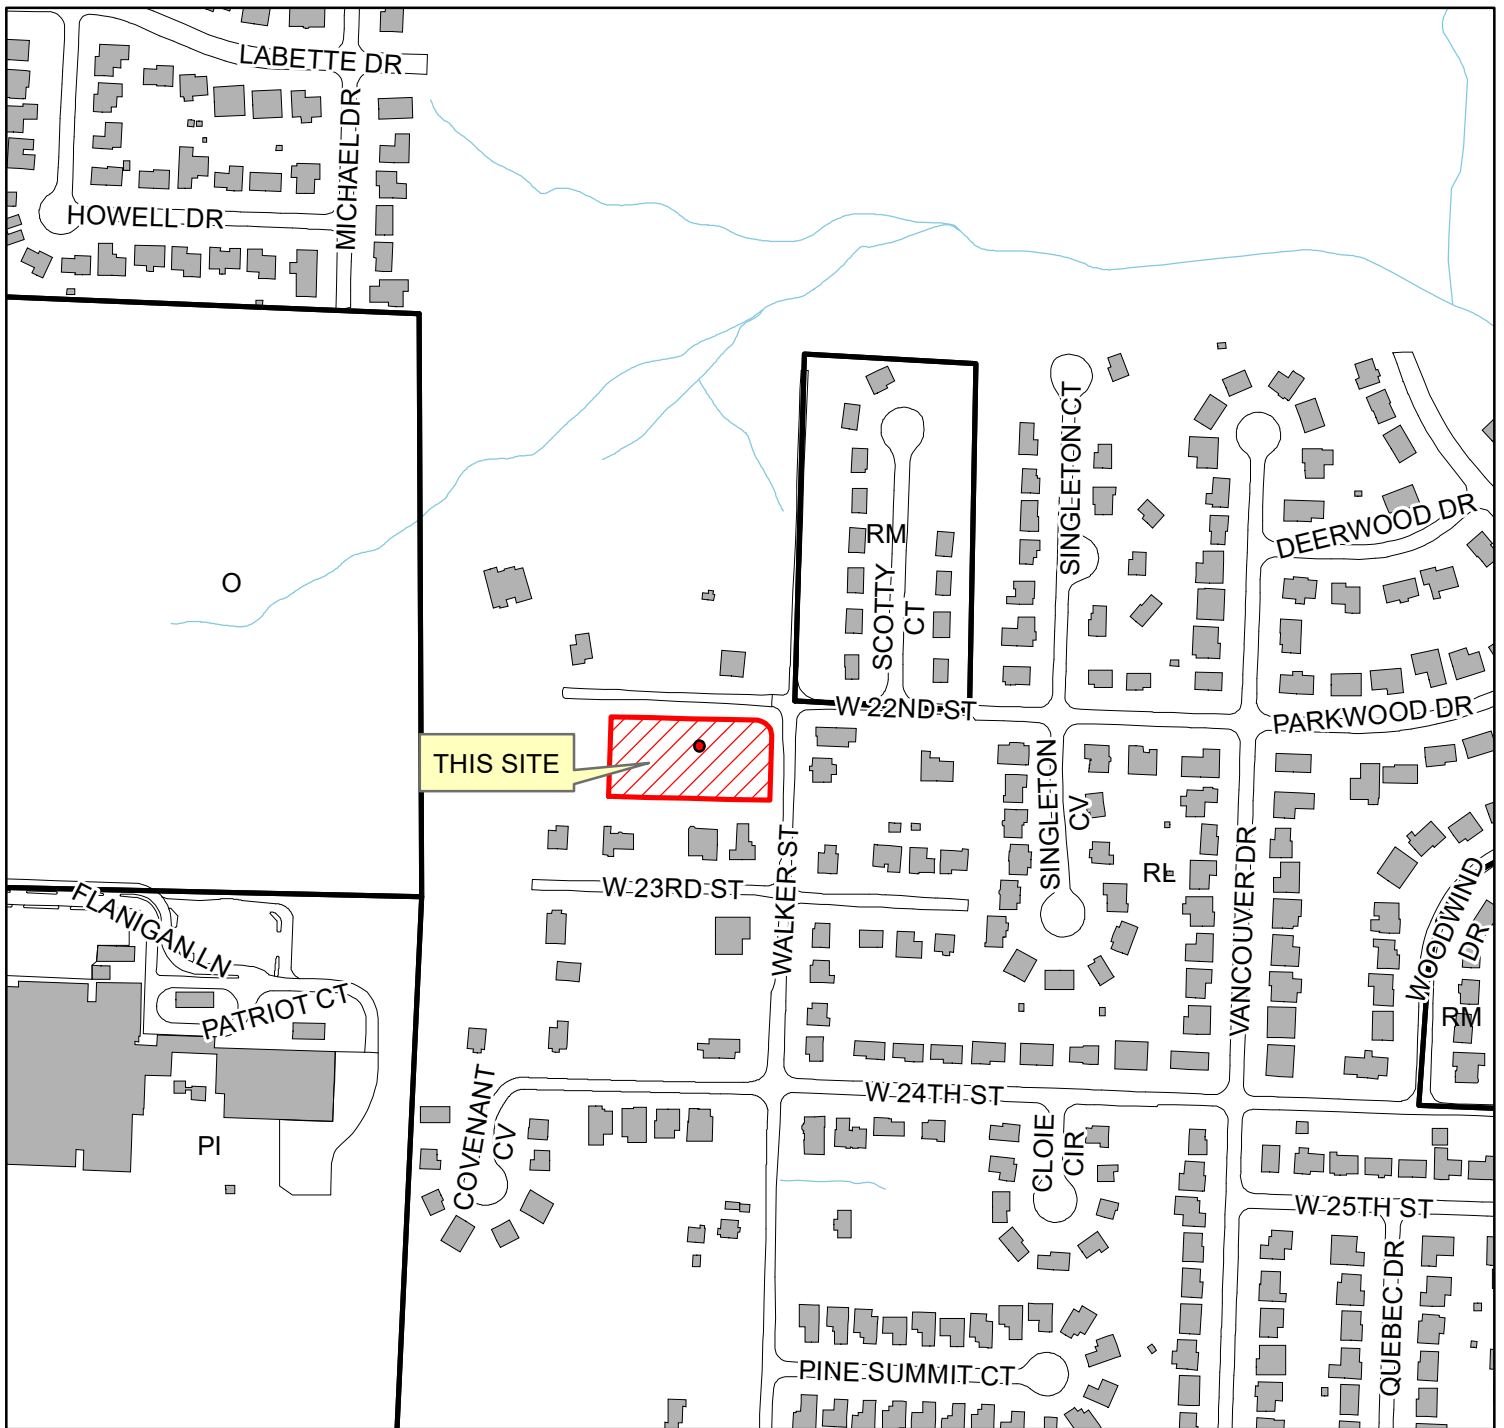 LABETTE DR
MICHAEL DR
HOWELL DR
SINGLETON CT
DEERWOOD DR
RM
O
SCOTTY
CT
W 22ND ST
PARKWOOD DR
THIS SITE
SINGLETON
CV
WALKER ST
VANCOUVER DR
RL
W 23RD ST
WOODWIND
DR
FLANIGAN LN
PATRIOT CT
RM
COVENANT
CV
W 24TH ST
CLOIE
CIR
PI
W 25TH ST
QUEBEC DR
PINE SUMMIT CT